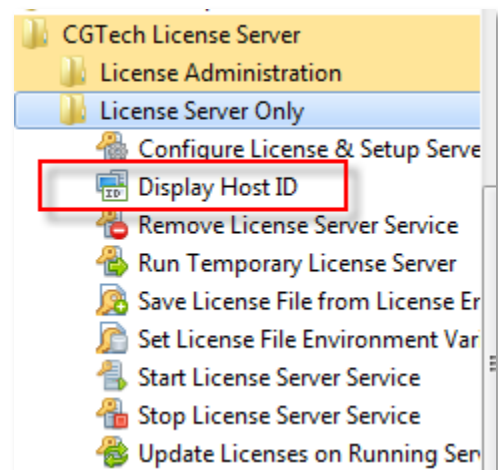 CGTech License Server
License Administration
License Server Only
Configure License & Setup Serve
Display Host ID
Remove License Server Service
Run Temporary License Server
Save License File from License Er
Set License File Environment Var
Start License Server Service
Stop License Server Service
Update Licenses on Running Serv